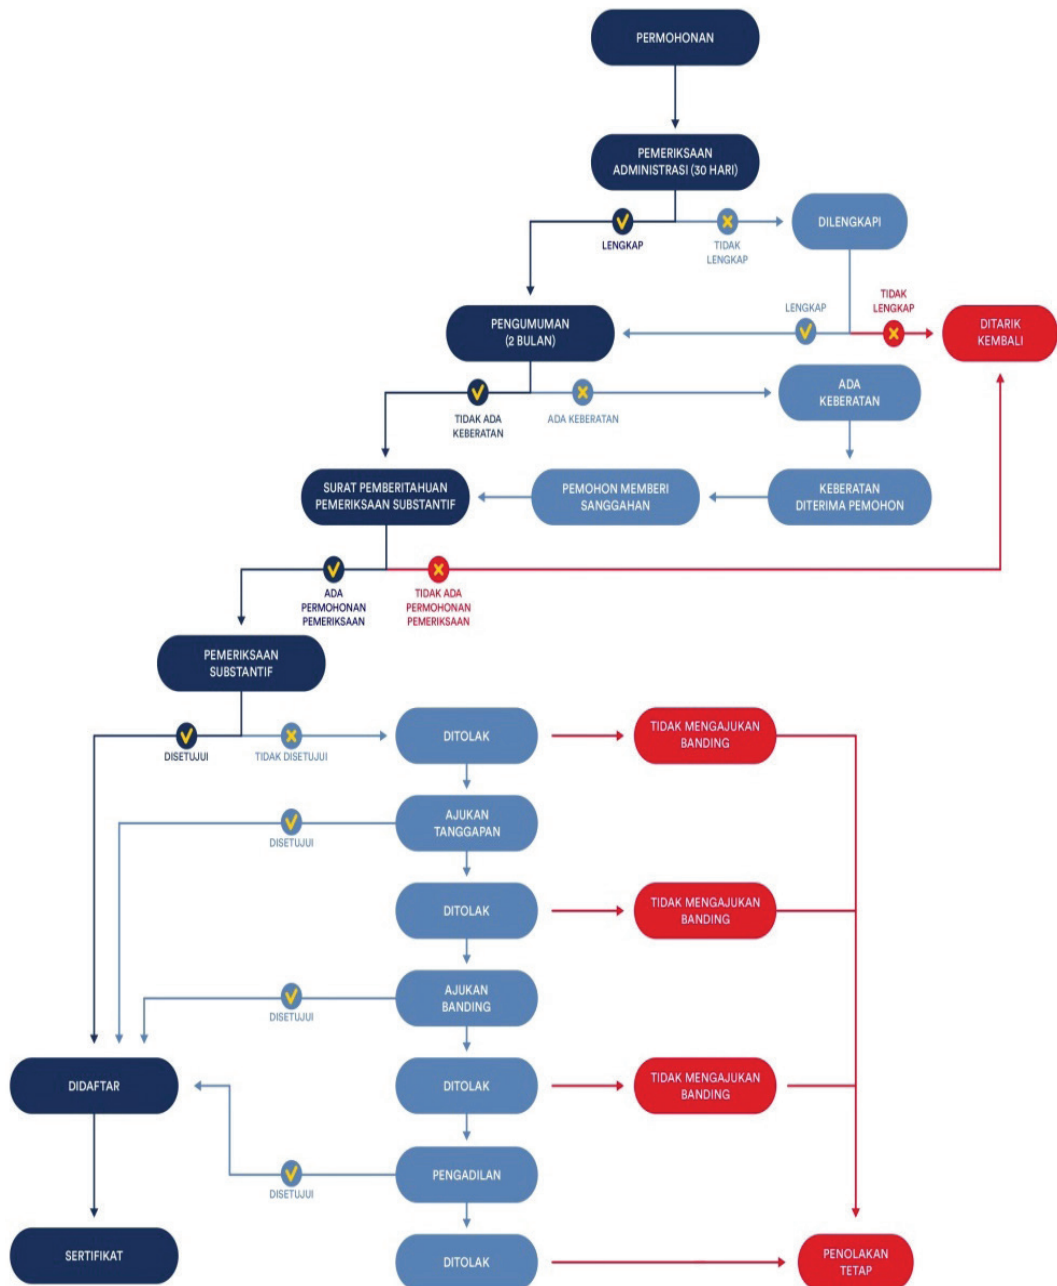 PERMOHONAN
PEMERIKSAAN
ADMINISTRASI (30 HARI)
LENGKAP
TIDAK
LENGKAP
DILENGKAPI
PENGUMUMAN
(2 BULAN)
LENGKAP
TIDAK
LENGKAP
DITARIK
KEMBALI
TIDAK ADA
KEBERATAN
ADA KEBERATAN
ADA
KEBERATAN
SURAT PEMBERITAHUAN
PEMERIKSAAN SUBSTANTIF
PEMOHON MEMBERI
SANGGAHAN
KEBERATAN
DITERIMA PEMOHON
ADA
PERMOHONAN
PEMERIKSAAN
TIDAK ADA
PERMOHONAN
PEMERIKSAAN
PEMERIKSAAN
SUBSTANTIF
DISETUJUI
TIDAK DISETUJUI
DITOLAK
TIDAK MENGAJUKAN
BANDING
DISETUJUI
AJUKAN
TANGGAPAN
DITOLAK
TIDAK MENGAJUKAN
BANDING
DISETUJUI
AJUKAN
BANDING
DIDAFTAR
DITOLAK
TIDAK MENGAJUKAN
BANDING
DISETUJUI
PENGADILAN
SERTIFIKAT
DITOLAK
PENOLAKAN
TETAP